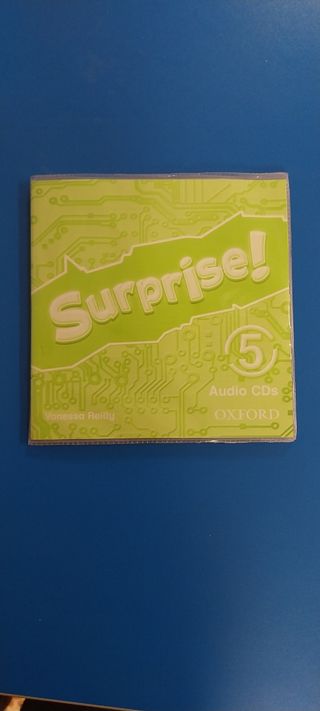 Surprise!
5
Audio CDs
Vanessa Reilly
OXFORD